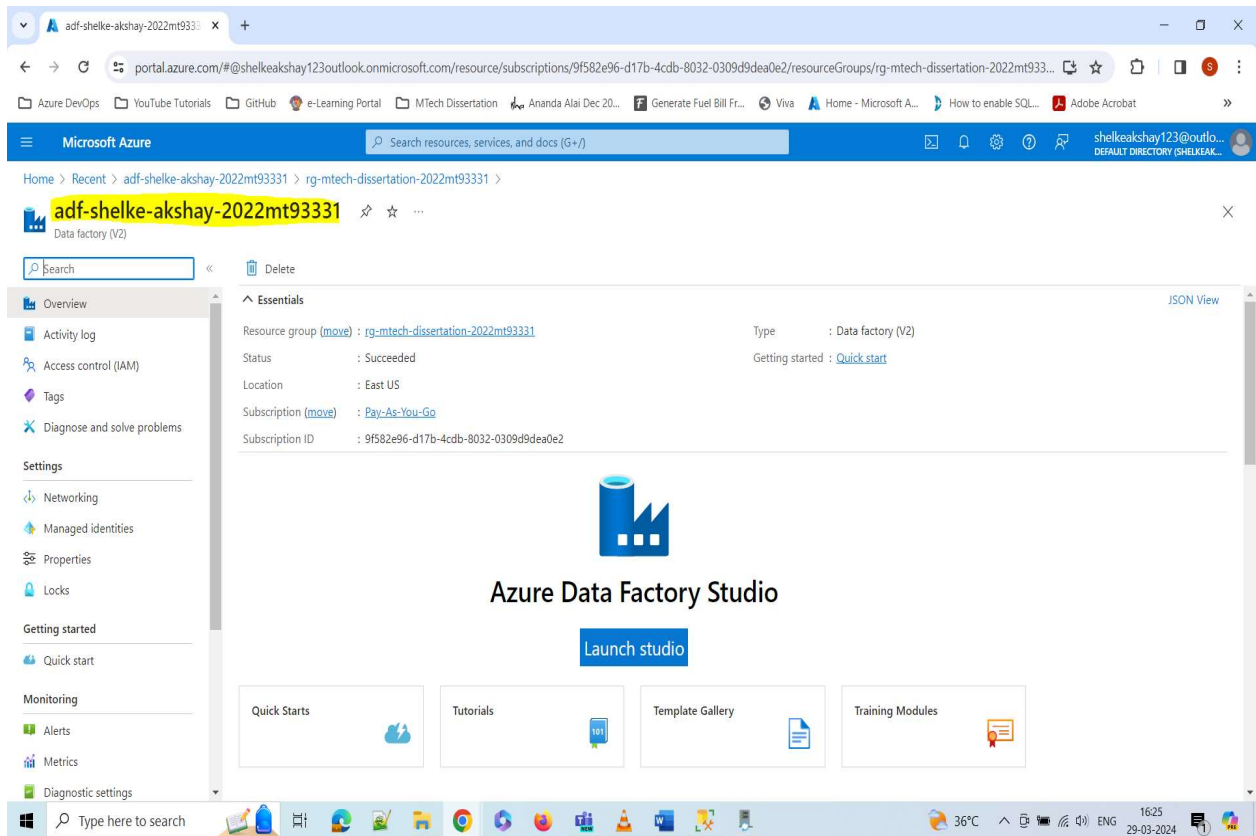 adf-shelke-akshay-2022mt9333
portal.azure.com/#@shelkeakshay123outlook.onmicrosoft.com/resource/subscriptions/9f582e96-d17b-4cdb-8032-0309d9dea0e2/resourceGroups/rg-mtech-dissertation-2022mt933...
Azure DevOps YouTube Tutorials GitHub e-Learning Portal MTech Dissertation Ananda Alai Dec 20... Generate Fuel Bill Fr... Viva Home - Microsoft A... How to enable SQL... Adobe Acrobat »
Microsoft Azure Search resources, services, and docs (G+/) shelkeakshay123@outlo...
DEFAULT DIRECTORY (SHELKEAK...
Home > Recent > adf-shelke-akshay-2022mt93331 > rg-mtech-dissertation-2022mt93331 >
adf-shelke-akshay-2022mt93331 ...
Data factory (V2)
Search « Delete
Overview
Activity log
Access control (IAM)
Tags
Diagnose and solve problems
Settings
Networking
Managed identities
Properties
Locks
Getting started
Quick start
Monitoring
Alerts
Metrics
Diagnostic settings
Essentials JSON View
Resource group (move) : rg-mtech-dissertation-2022mt93331
Status : Succeeded
Location : East US
Subscription (move) : Pay-As-You-Go
Subscription ID : 9f582e96-d17b-4cdb-8032-0309d9dea0e2
Type : Data factory (V2)
Getting started : Quick start
Azure Data Factory Studio
Launch studio
Quick Starts
Tutorials
101
Template Gallery
Training Modules
Type here to search 36°C ENG 16:25
29-03-2024